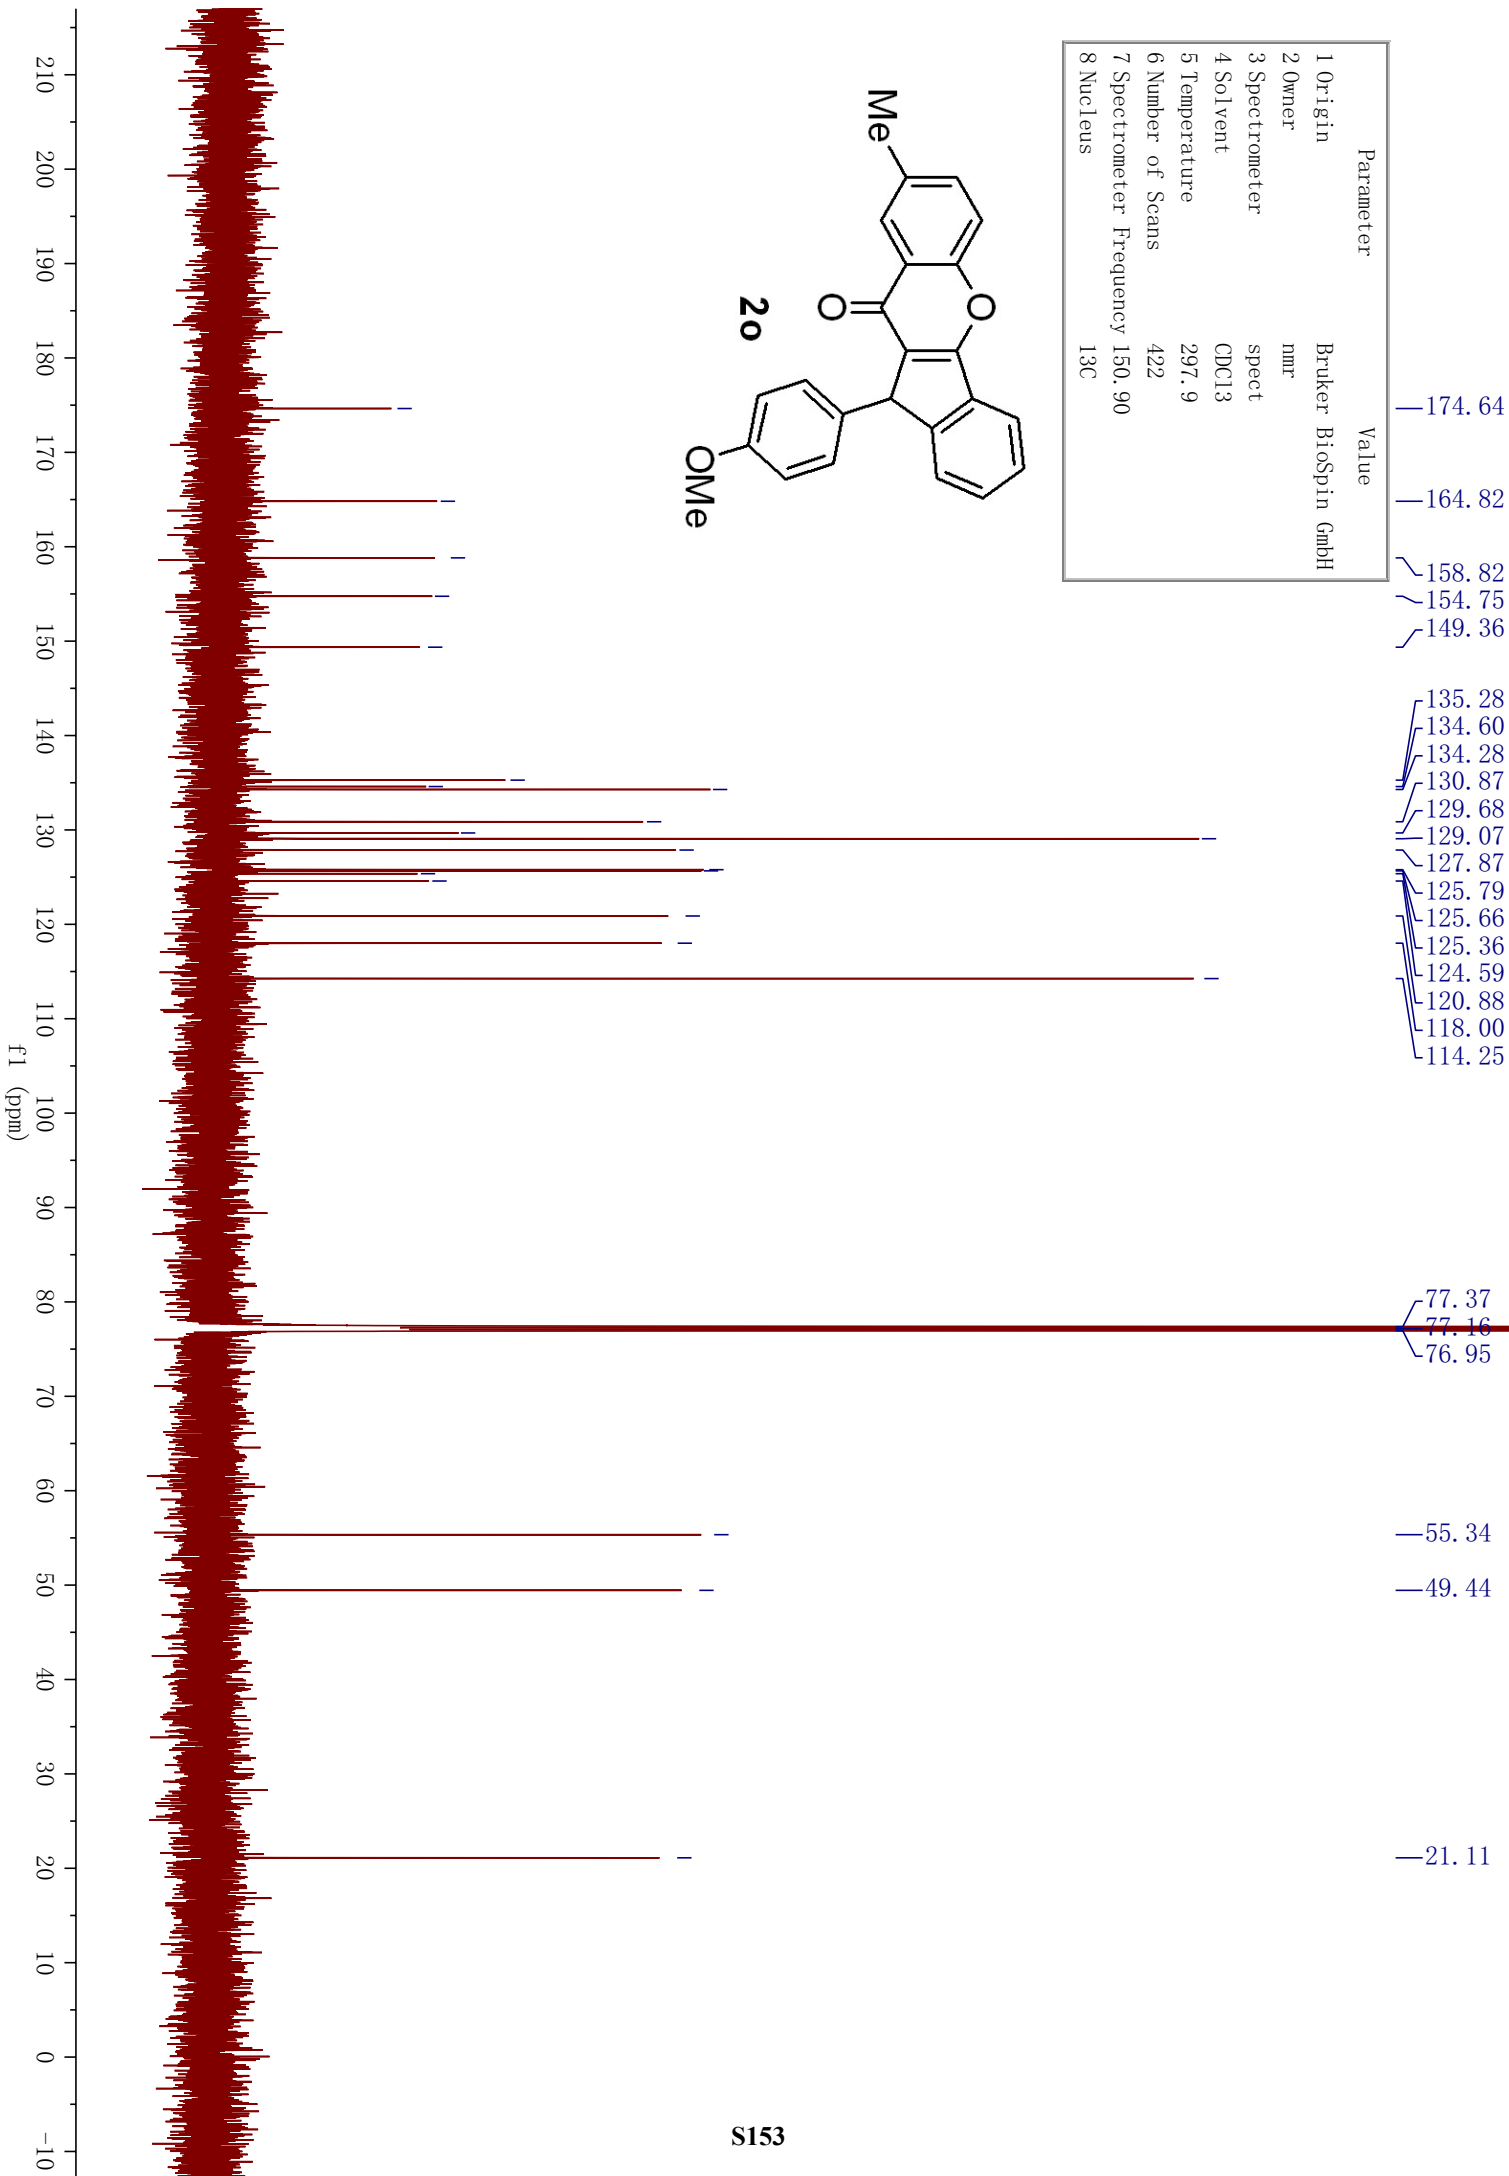 174.64
164.82
158.82
154.75
149.36
135.28
134.60
134.28
130.87
129.68
129.07
127.87
125.79
125.66
125.36
124.59
120.88
118.00
114.25
77.37
77.16
76.95
55.34
49.44
21.11
Parameter Value
1 Origin Bruker BioSpin GmbH
2 Owner nmr
3 Spectrometer spect
4 Solvent CDCl3
5 Temperature 297.9
6 Number of Scans 422
7 Spectrometer Frequency 150.90
8 Nucleus 13C
O
Me
O
2o
OMe
210 200 190 180 170 160 150 140 130 120 110 100 90 80 70 60 50 40 30 20 10 0 -10
f1 (ppm)
S153